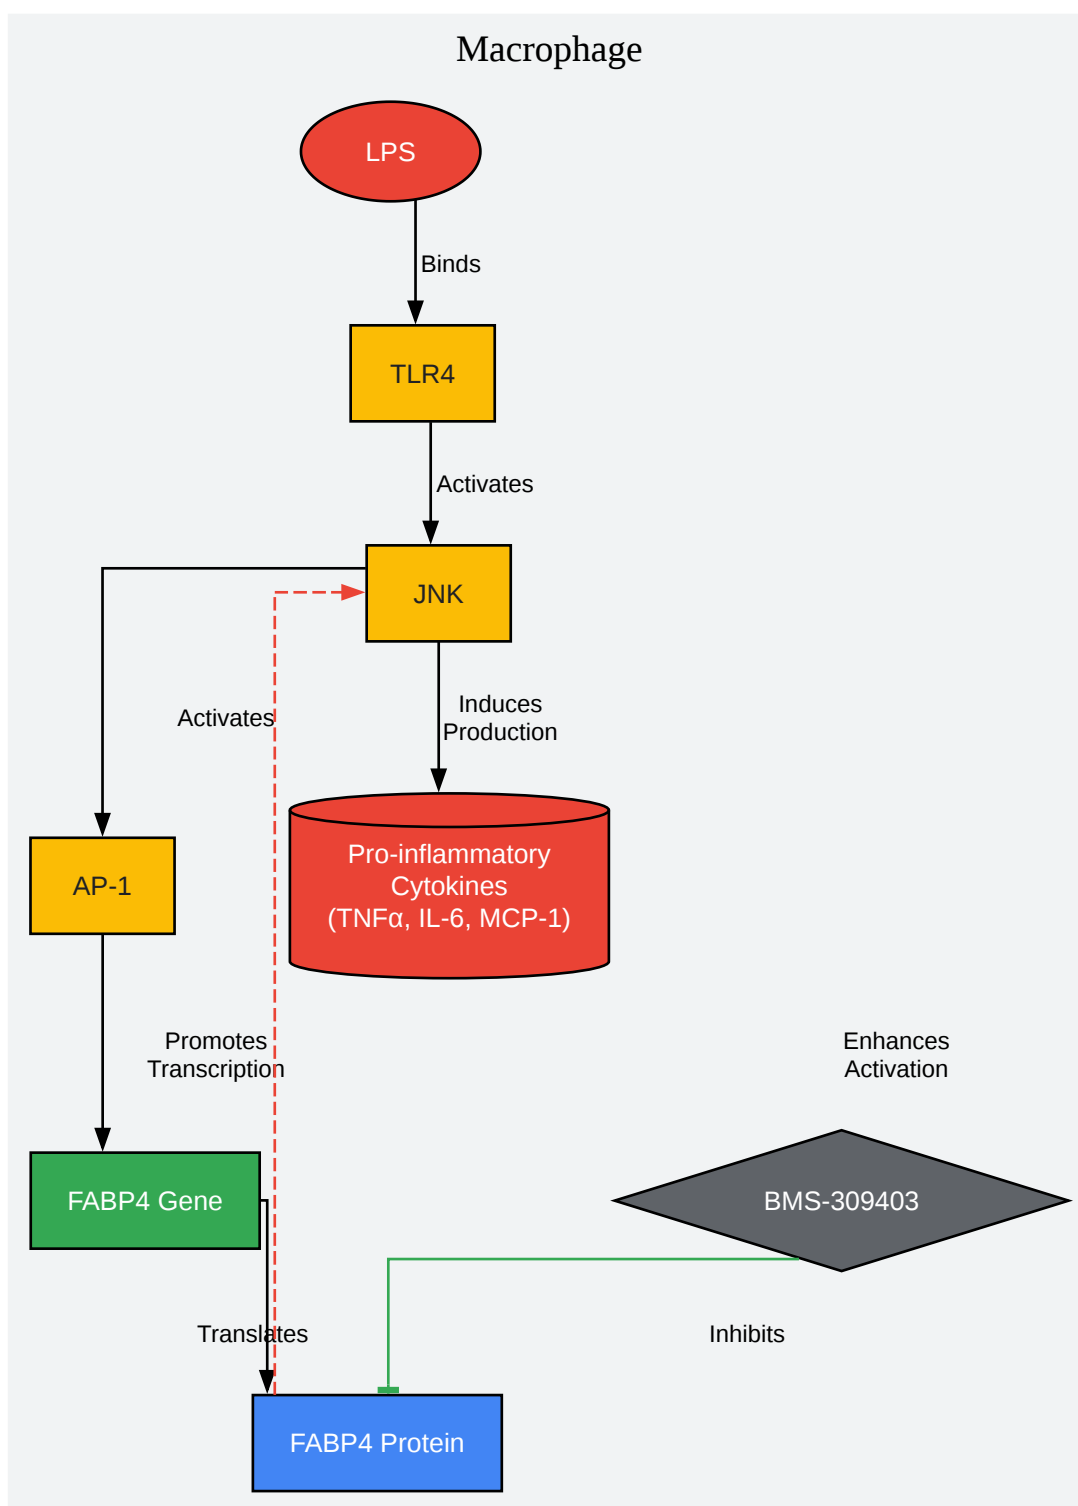 Macrophage
LPS
Binds
TLR4
Activates
JNK
Activates
Induces
Production
Pro-inflammatory
Cytokines
(TNFα, IL-6, MCP-1)
AP-1
Promotes
Transcription
Enhances
Activation
FABP4 Gene
BMS-309403
Translates
Inhibits
FABP4 Protein